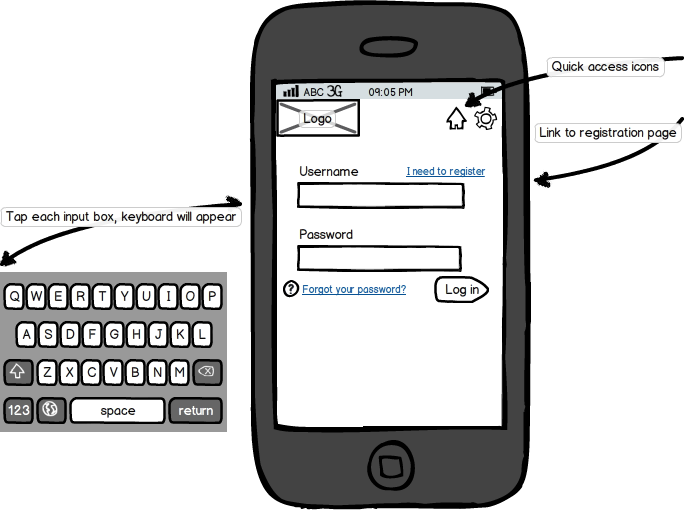 Quick access icons
ABC 3G 09:05 PM
Logo
Link to registration page
Username I need to register
Tap each input box, keyboard will appear
Password
? Forgot your password? Log in
Q W E R T Y U I O P
A S D F G H J K L
Z X C V B N M
123 space return